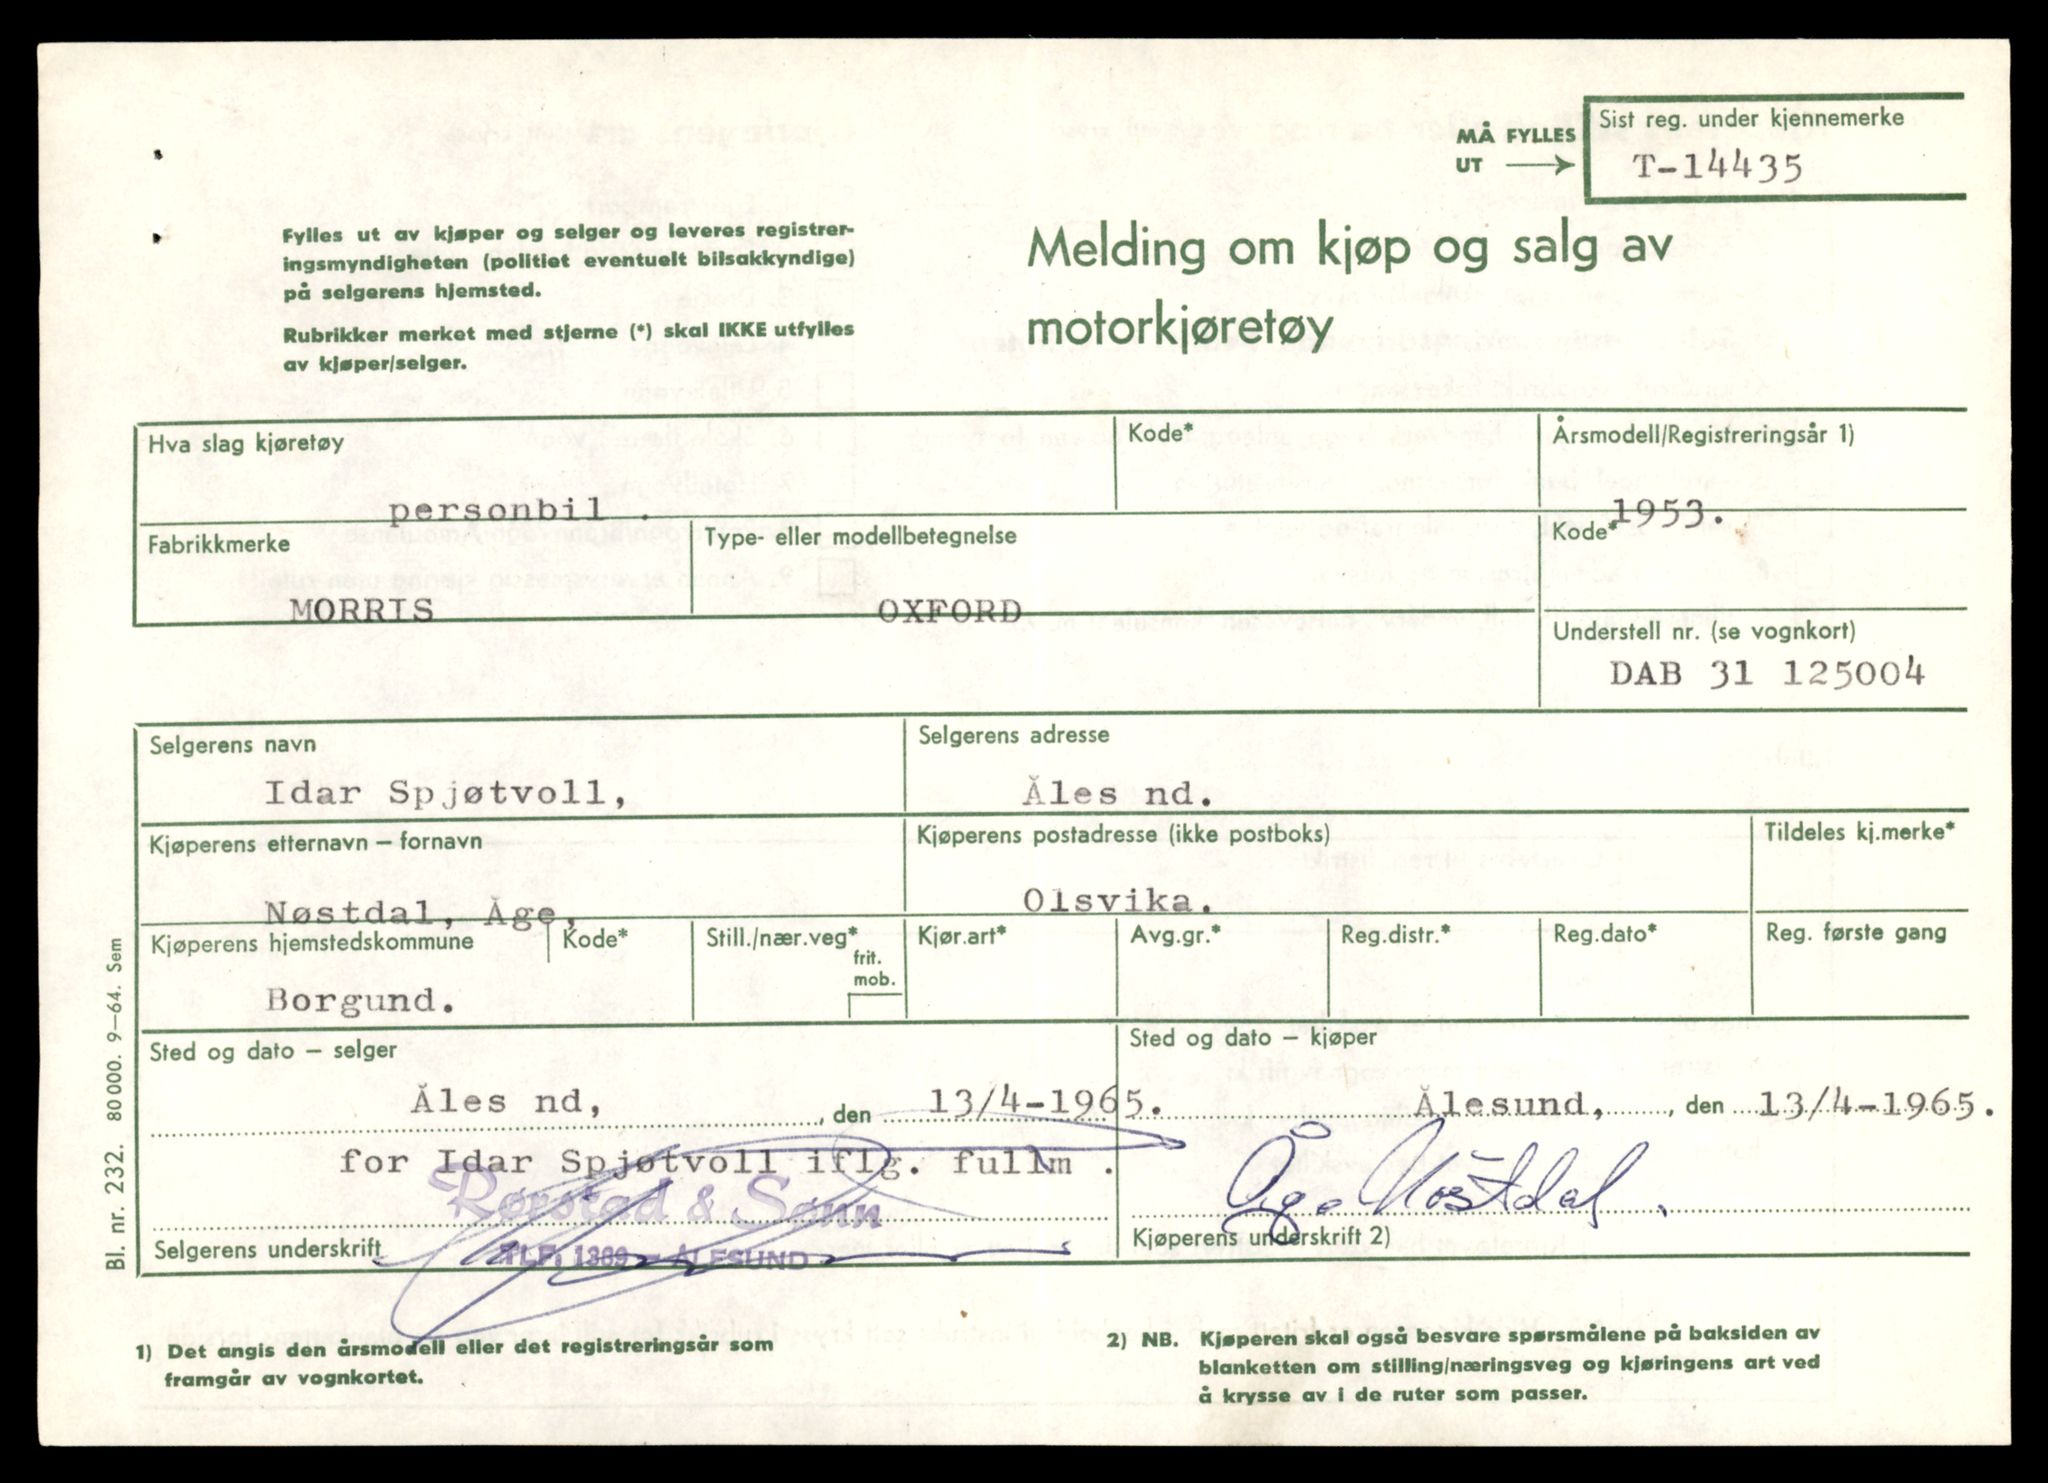 Sist reg. under kjennemerke
MÅ FYLLES
UT
T-14435
Fylles ut av kjøper og selger og leveres registrer-
ingsmyndigheten (politiet eventuelt bilsakkyndige)
på selgerens hjemsted.
Rubrikker merket med stjerne (*) skal IKKE utfylles
av kjøper/selger.
Melding om kjøp og salg av
motorkjøretøy
Hva slag kjøretøy
Kode*
Årsmodell/Registreringsår 1)
personbil .
1953.
Fabrikkmerke
Type- eller modellbetegnelse
Kode*
MORRIS
OXFORD
Understell nr. (se vognkort)
DAB 31 125004
Selgerens navn
Selgerens adresse
Idar Spjøtvoll,
Åles nd.
Kjøperens etternavn – fornavn
Kjøperens postadresse (ikke postboks)
Tildeles kj.merke*
Nøstdal, Åge,
Olsvika.
Kjøperens hjemstedskommune
Kode*
Still./nær.veg*
frit.
mob.
Kjør.art*
Avg.gr.*
Reg.distr.*
Reg.dato*
Reg. første gang
Borgund.
Sted og dato – selger
Sted og dato – kjøper
Åles nd, , den 13/4-1965.
Ålesund, , den 13/4-1965.
for Idar Spjøtvoll iflg. fullm .
Rørstad & Sønn
TLF. 1369 – ÅLESUND
Åge Nøstdal.
Selgerens underskrift
Kjøperens underskrift 2)
Bl. nr. 232. 80000. 9–64. Sem
1) Det angis den årsmodell eller det registreringsår som
framgår av vognkortet.
2) NB. Kjøperen skal også besvare spørsmålene på baksiden av
blanketten om stilling/næringsveg og kjøringens art ved
å krysse av i de ruter som passer.